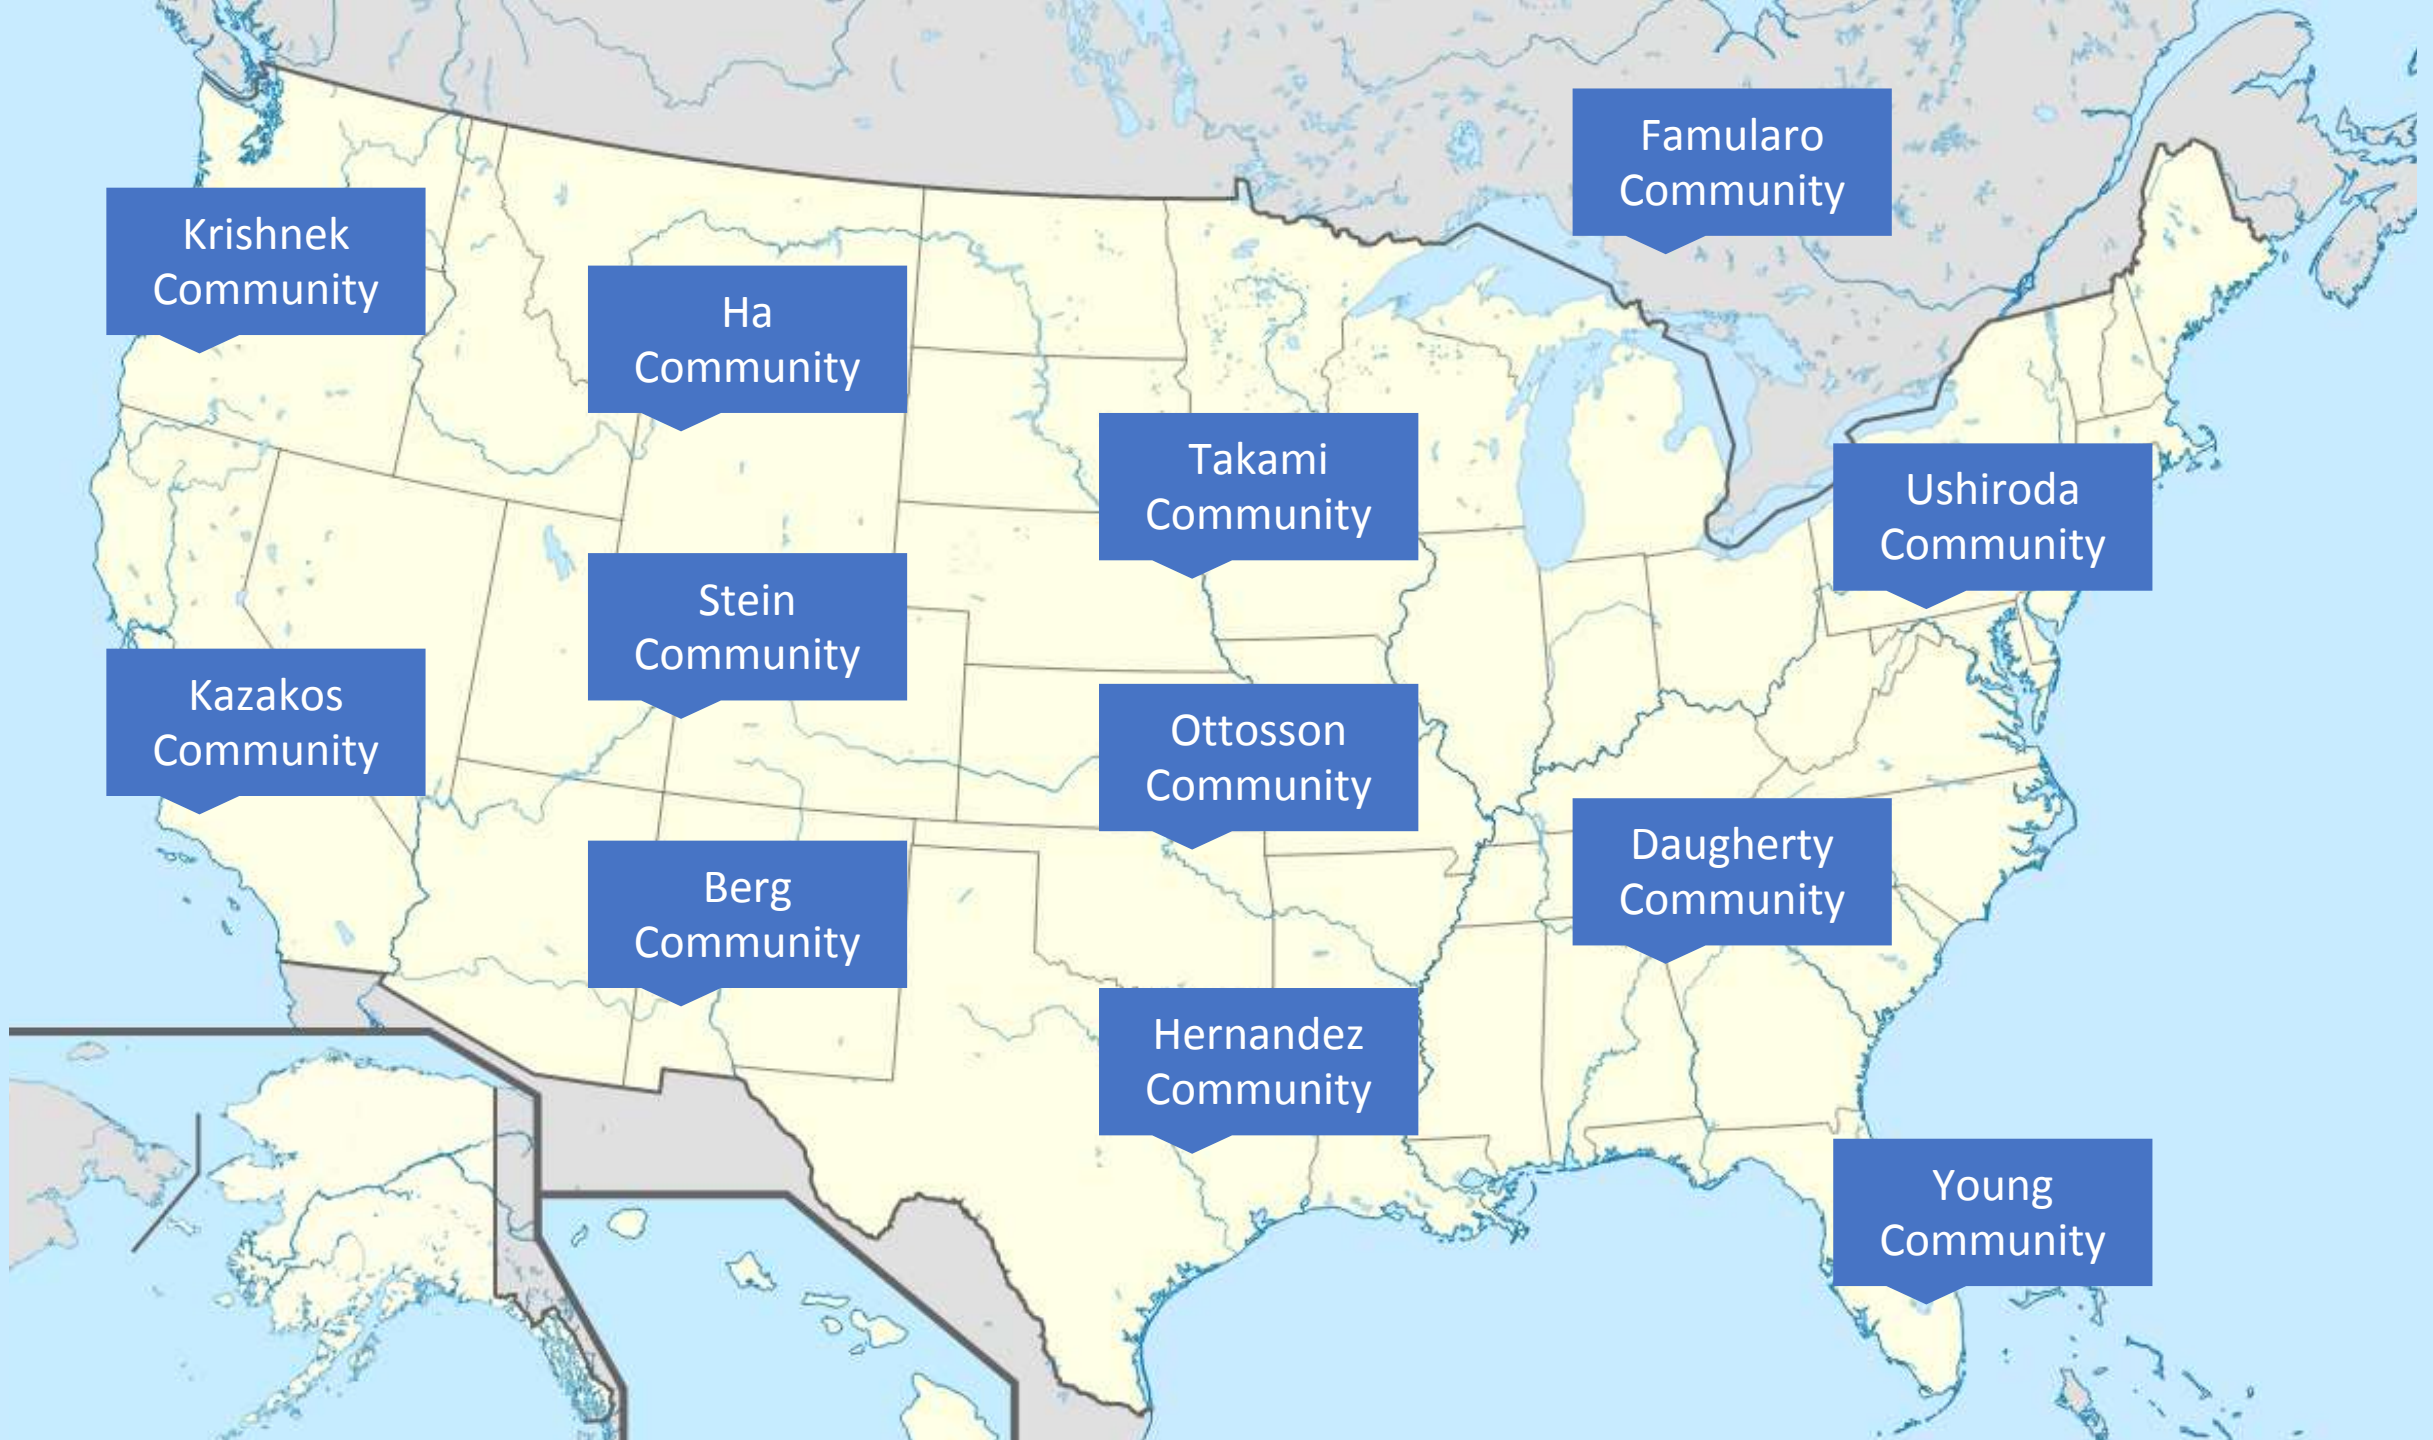 Famularo
Community
Krishnek
Community
Ha
Community
Takami
Community
Ushiroda
Community
Stein
Community
Kazakos
Community
Ottosson
Community
Daugherty
Community
Berg
Community
Hernandez
Community
Young
Community